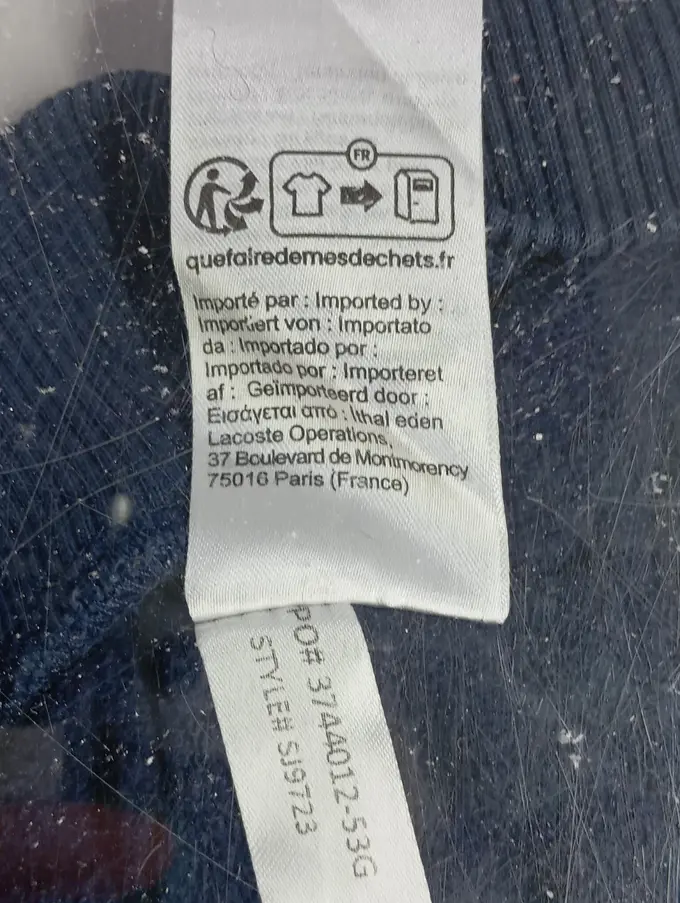 FR
quefairedemesdechets.fr
Importé par : Imported by :
Importiert von : Importato
da : Importado por :
Importado por : Importeret
af : Geïmporteerd door :
Εισάγεται από : Ithal eden
Lacoste Operations,
37 Boulevard de Montmorency
75016 Paris (France)
PO# 3744012-53G
STYLE# SJ9723